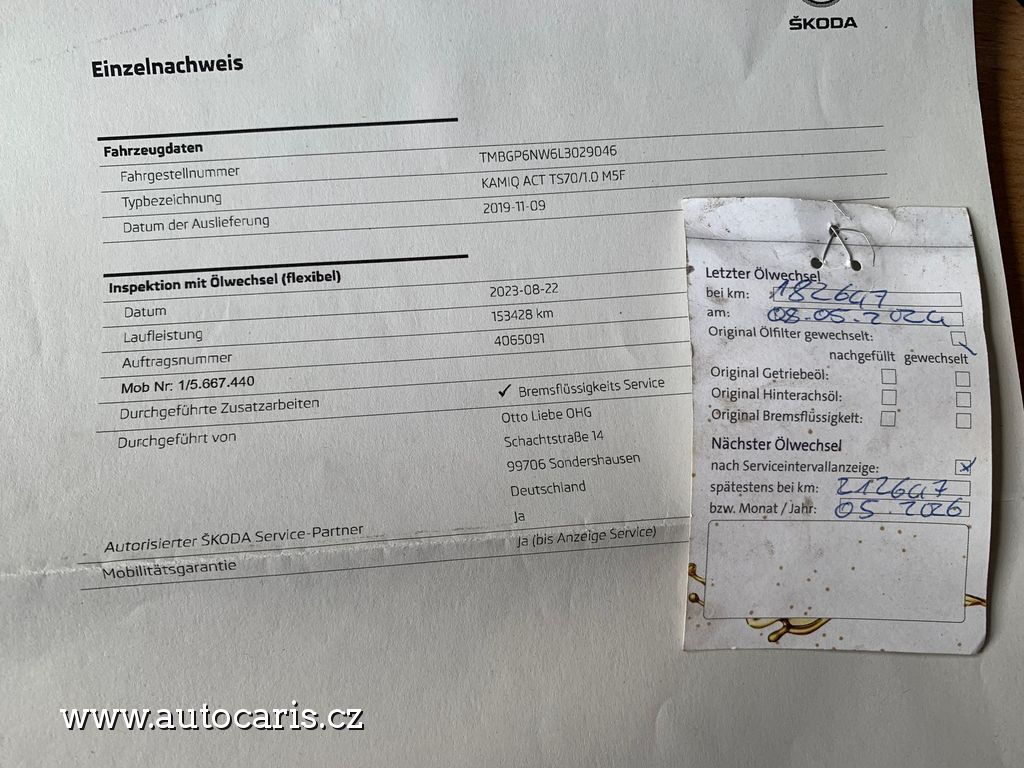 ŠKODA
Einzelnachweis
Fahrzeugdaten
Fahrgestellnummer TMBGP6NW6L3029046
Typbezeichnung KAMIQ ACT TS70/1.0 M5F
Datum der Auslieferung 2019-11-09
Inspektion mit Ölwechsel (flexibel)
Datum 2023-08-22
Laufleistung 153428 km
Auftragsnummer 4065091
Mob Nr: 1/5.667.440
Durchgeführte Zusatzarbeiten ✓ Bremsflüssigkeits Service
Durchgeführt von Otto Liebe OHG
Schachtstraße 14
99706 Sondershausen
Deutschland
Autorisierter ŠKODA Service-Partner Ja
Mobilitätsgarantie Ja (bis Anzeige Service)
Letzter Ölwechsel
bei km: 182647
am: 08.05.2024
Original Ölfilter gewechselt:
nachgefüllt gewechselt
Original Getriebeöl:
Original Hinterachsöl:
Original Bremsflüssigkeit:
Nächster Ölwechsel
nach Serviceintervallanzeige: x
spätestens bei km: 212647
bzw. Monat / Jahr: 05.2026
www.autocaris.cz